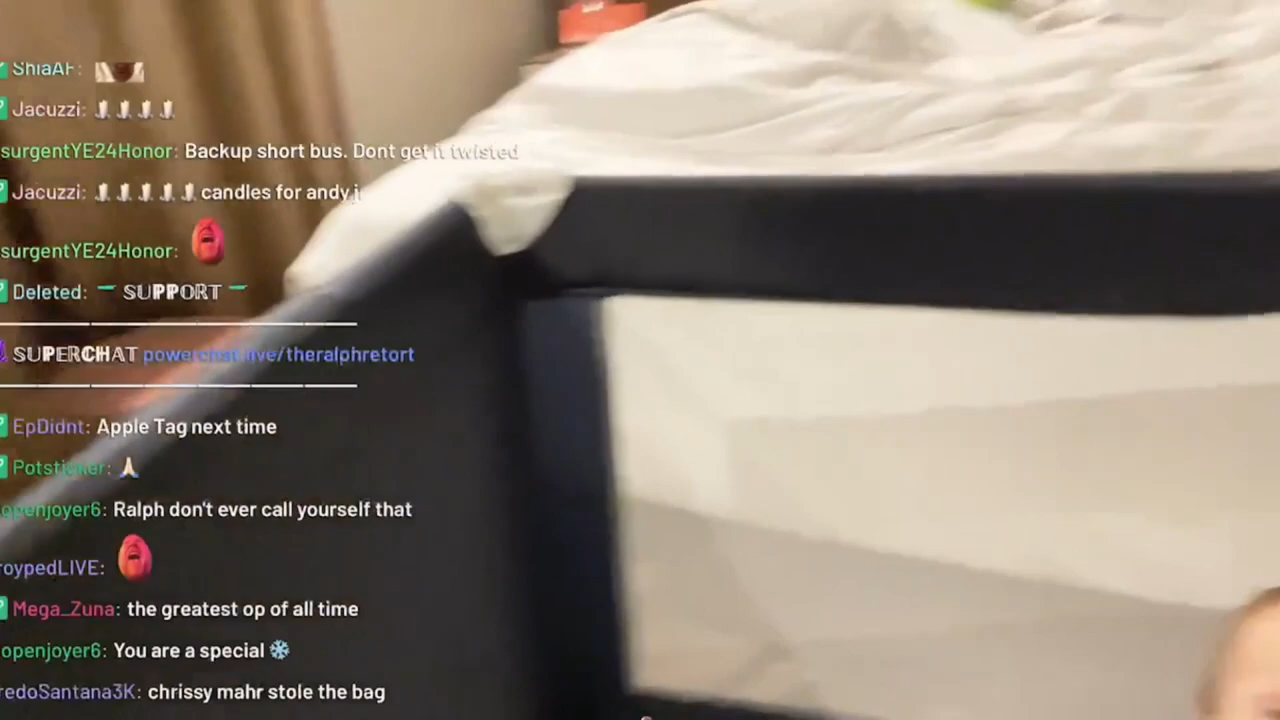 ShiaAF:
Jacuzzi: 🕯🕯🕯🕯
surgentYE24Honor: Backup short bus. Dont get it twisted
Jacuzzi: 🕯🕯🕯🕯🕯 candles for andy j
surgentYE24Honor:
Deleted: SUPPORT
SUPERCHAT powerchat.live/theralphretort
EpDidnt: Apple Tag next time
Potsticker: 🙏🏻
openjoyer6: Ralph don't ever call yourself that
roypedLIVE:
Mega_Zuna: the greatest op of all time
openjoyer6: You are a special ❄️
redoSantana3K: chrissy mahr stole the bag